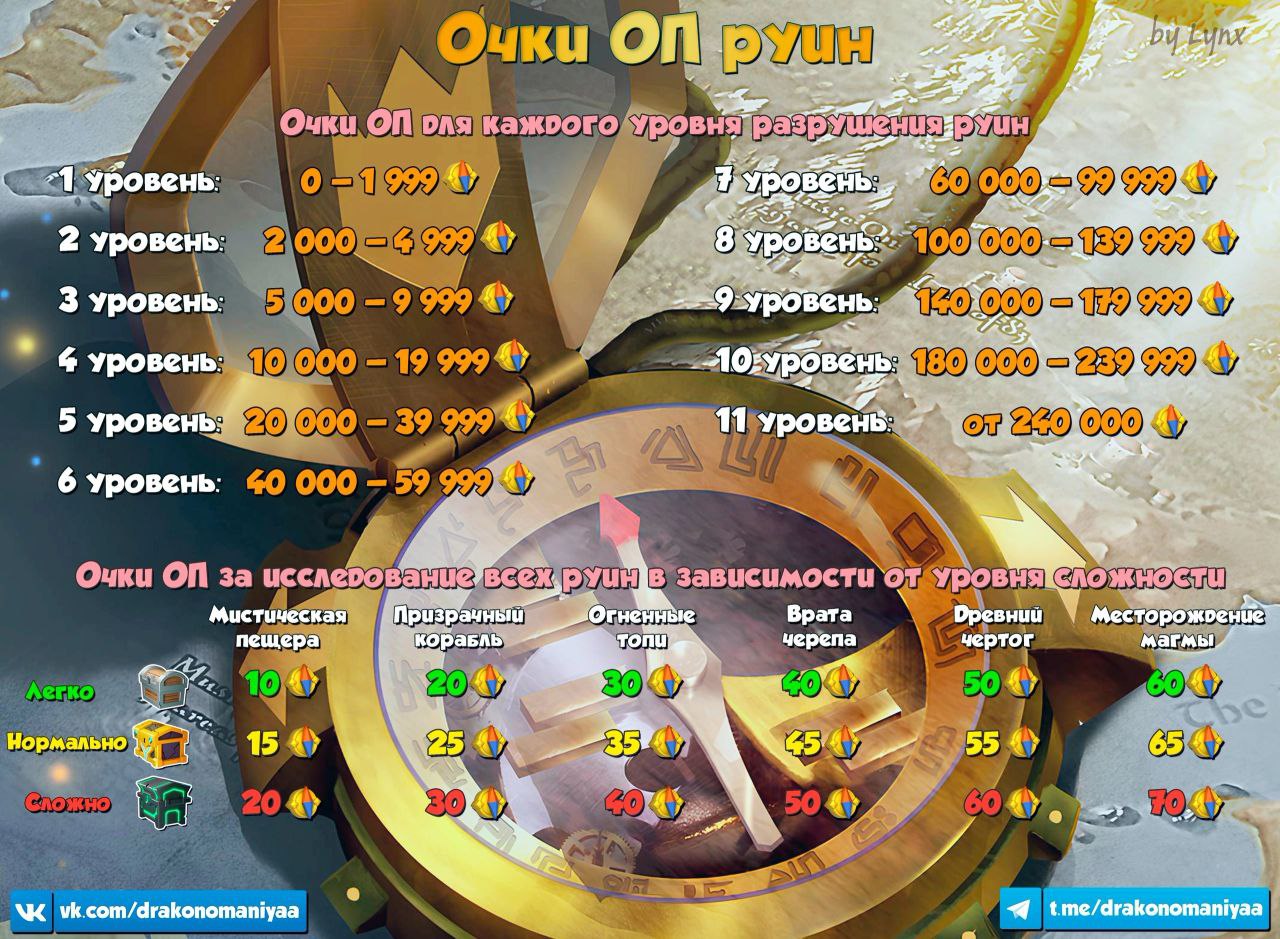 Очки ОП руин
by Lynx
Очки ОП для каждого уровня разрушения руин
1 уровень: 0 – 1 999
2 уровень: 2 000 – 4 999
3 уровень: 5 000 – 9 999
4 уровень: 10 000 – 19 999
5 уровень: 20 000 – 39 999
6 уровень: 40 000 – 59 999
7 уровень: 60 000 – 99 999
8 уровень: 100 000 – 139 999
9 уровень: 140 000 – 179 999
10 уровень: 180 000 – 239 999
11 уровень: от 240 000
Очки ОП за исследование всех руин в зависимости от уровня сложности
Мистическая пещера
Призрачный корабль
Огненные топи
Врата черепа
Древний чертог
Месторождение магмы
Легко 10 20 30 40 50 60
Нормально 15 25 35 45 55 65
Сложно 20 30 40 50 60 70
The
vk.com/drakonomaniyaa
t.me/drakonomaniyaa